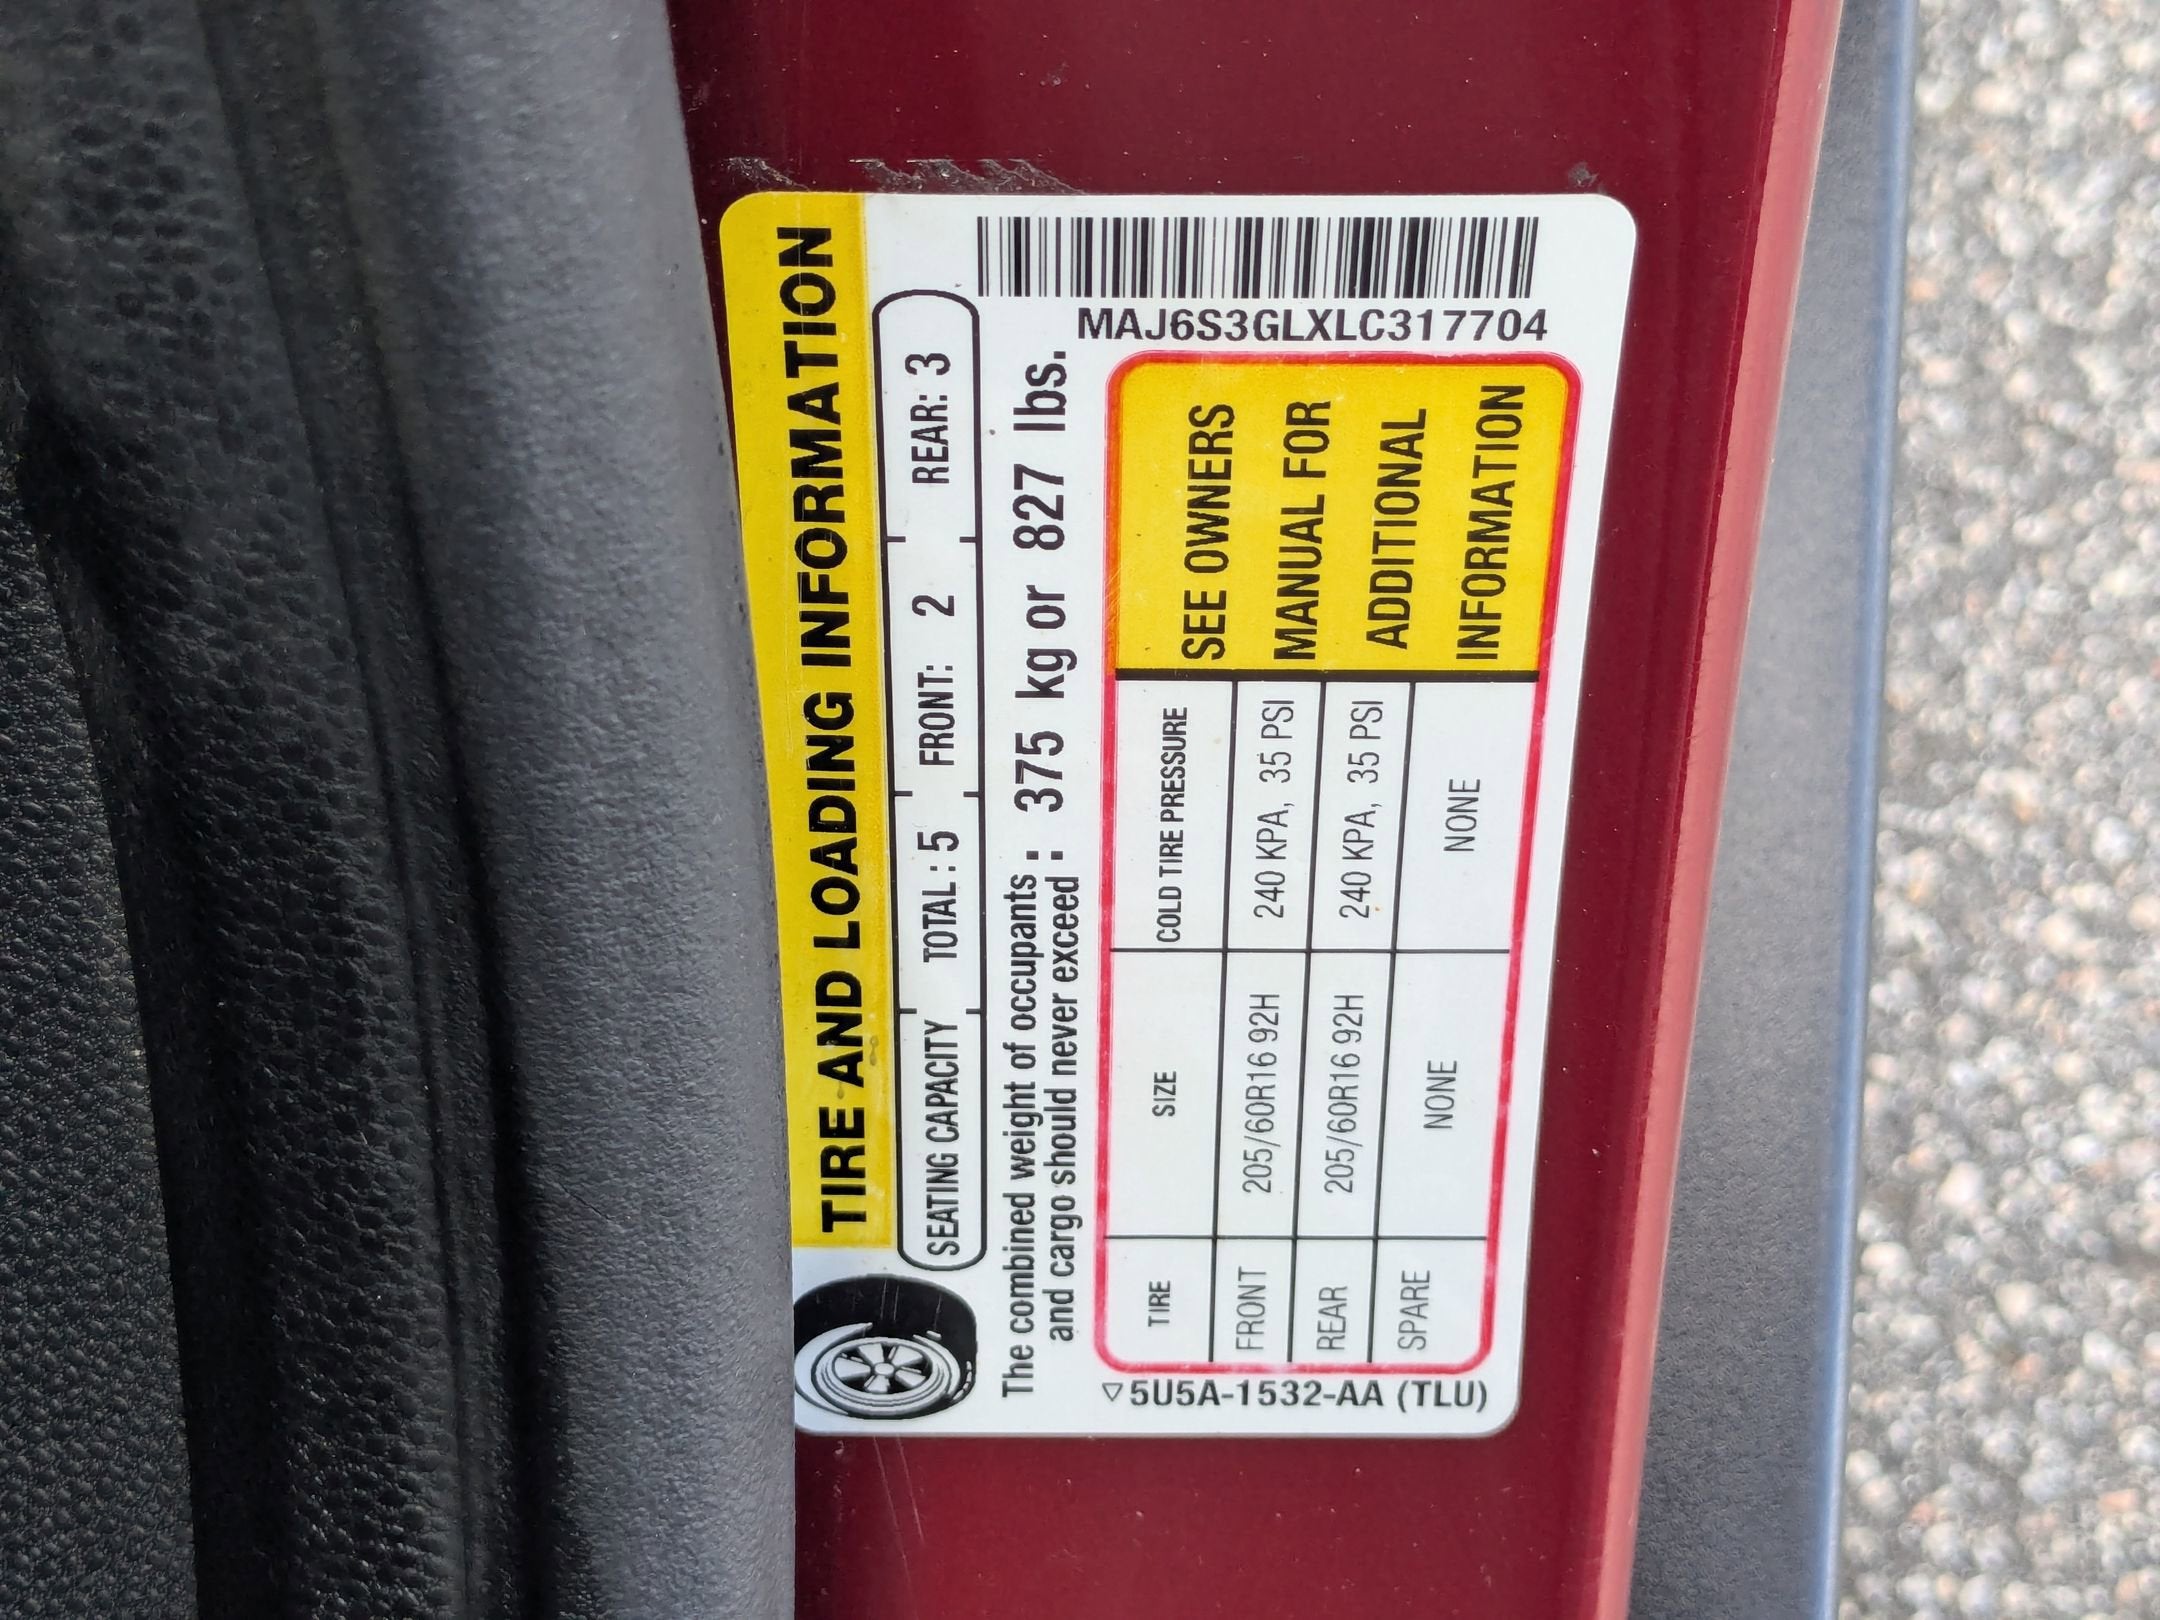 TIRE AND LOADING INFORMATION
SEATING CAPACITY TOTAL : 5 FRONT: 2 REAR: 3
The combined weight of occupants : 375 kg or 827 lbs.
and cargo should never exceed :
MAJ6S3GLXLC317704
TIRE SIZE COLD TIRE PRESSURE
FRONT 205/60R16 92H 240 KPA, 35 PSI
REAR 205/60R16 92H 240 KPA, 35 PSI
SPARE NONE NONE
SEE OWNERS
MANUAL FOR
ADDITIONAL
INFORMATION
5U5A-1532-AA (TLU)